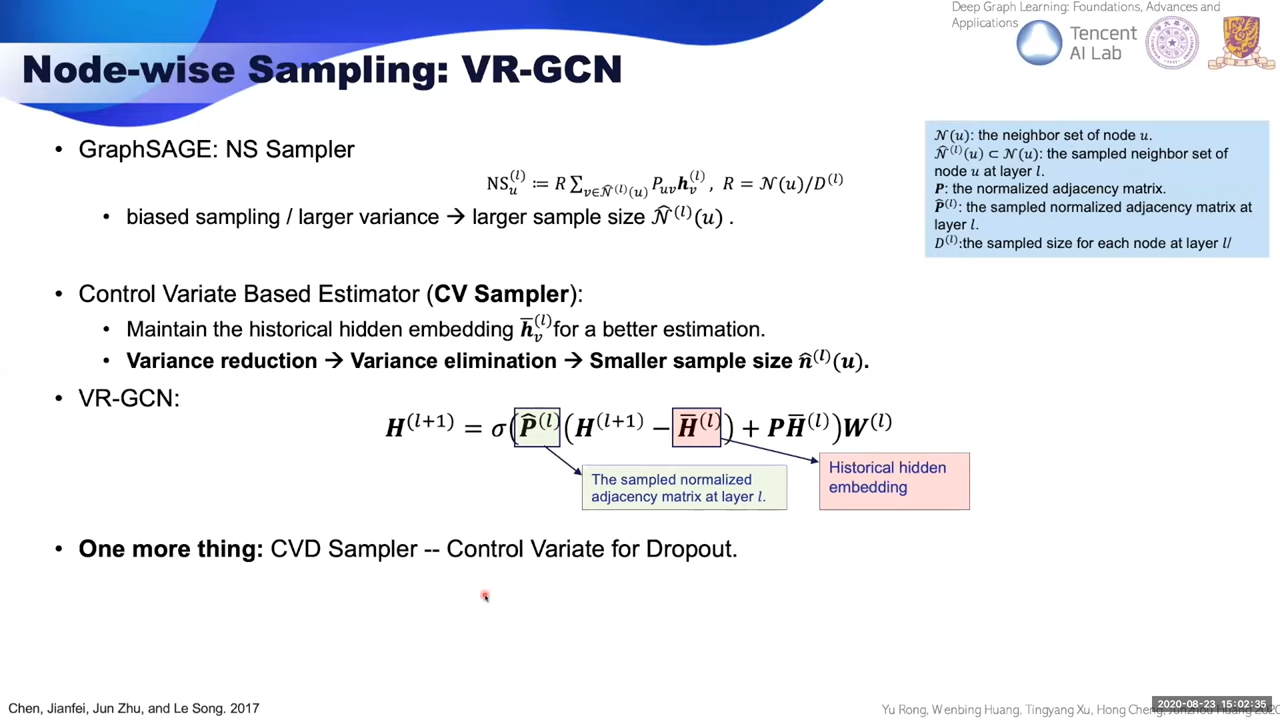 Deep Graph Learning: Foundations, Advances and
Applications
Tencent
AI Lab
Node-wise Sampling: VR-GCN
• GraphSAGE: NS Sampler
NS_u^{(l)} ≔ R ∑_{v∈𝒩̂^{(l)}(u)} P_{uv} h_v^{(l)}, R = 𝒩(u)/D^{(l)}
• biased sampling / larger variance → larger sample size 𝒩̂^{(l)}(u) .
𝒩(u): the neighbor set of node u.
𝒩̂^{(l)}(u) ⊂ 𝒩(u): the sampled neighbor set of
node u at layer l.
P: the normalized adjacency matrix.
P̂^{(l)}: the sampled normalized adjacency matrix at
layer l.
D^{(l)}:the sampled size for each node at layer l/
• Control Variate Based Estimator (CV Sampler):
• Maintain the historical hidden embedding h̄_v^{(l)} for a better estimation.
• Variance reduction → Variance elimination → Smaller sample size n̂^{(l)}(u).
• VR-GCN:
H^{(l+1)} = σ(P̂^{(l)}(H^{(l+1)} − H̄^{(l)}) + PH̄^{(l)})W^{(l)}
The sampled normalized
adjacency matrix at layer l.
Historical hidden
embedding
• One more thing: CVD Sampler -- Control Variate for Dropout.
Chen, Jianfei, Jun Zhu, and Le Song. 2017
2020-08-23 15:02:35
Yu Rong, Wenbing Huang, Tingyang Xu, Hong Cheng, Junzhou Huang 2020